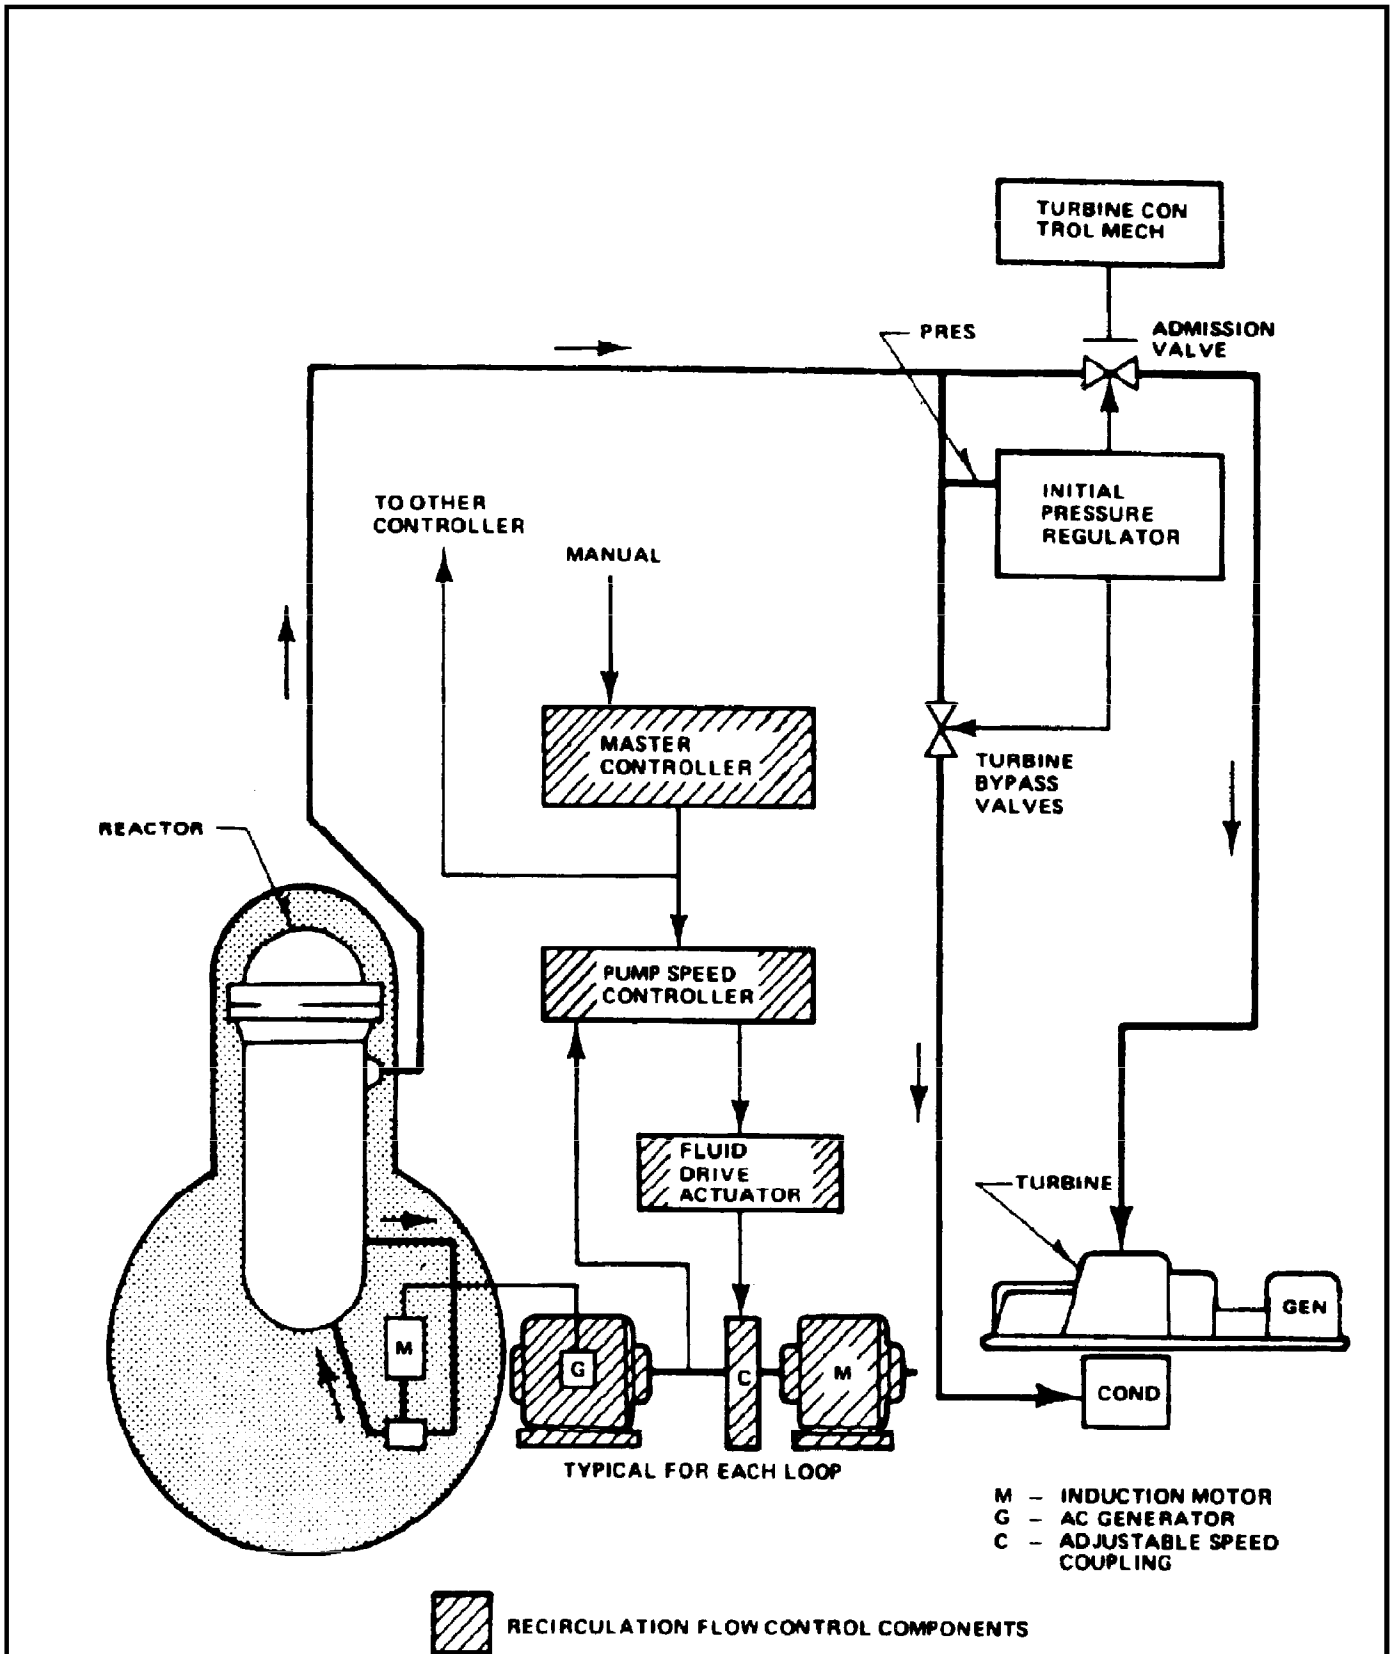 TURBINE CON
TROL MECH
PRES
ADMISSION
VALVE
INITIAL
PRESSURE
REGULATOR
TO OTHER
CONTROLLER
MANUAL
MASTER
CONTROLLER
TURBINE
BYPASS
VALVES
REACTOR
PUMP SPEED
CONTROLLER
FLUID
DRIVE
ACTUATOR
TURBINE
GEN
M
G
C
M
COND
TYPICAL FOR EACH LOOP
M – INDUCTION MOTOR
G – AC GENERATOR
C – ADJUSTABLE SPEED
COUPLING
RECIRCULATION FLOW CONTROL COMPONENTS